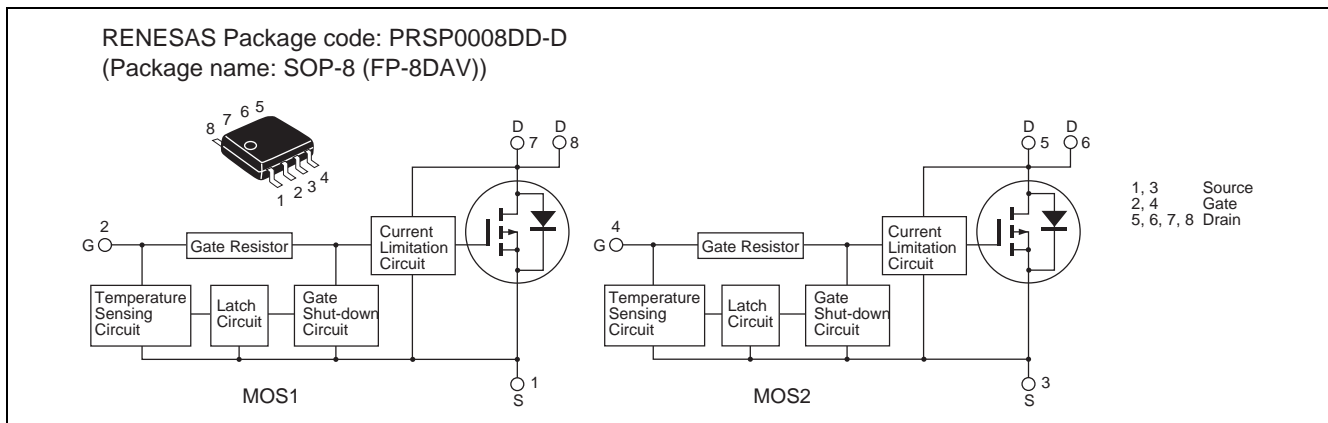 RENESAS Package code: PRSP0008DD-D
(Package name: SOP-8 (FP-8DAV))
8 7 6 5
1 2 3 4
D 7
D 8
2
G
Gate Resistor
Current
Limitation
Circuit
Temperature
Sensing
Circuit
Latch
Circuit
Gate
Shut-down
Circuit
1
S
MOS1
D 5
D 6
4
G
Gate Resistor
Current
Limitation
Circuit
Temperature
Sensing
Circuit
Latch
Circuit
Gate
Shut-down
Circuit
3
S
MOS2
1, 3 Source
2, 4 Gate
5, 6, 7, 8 Drain